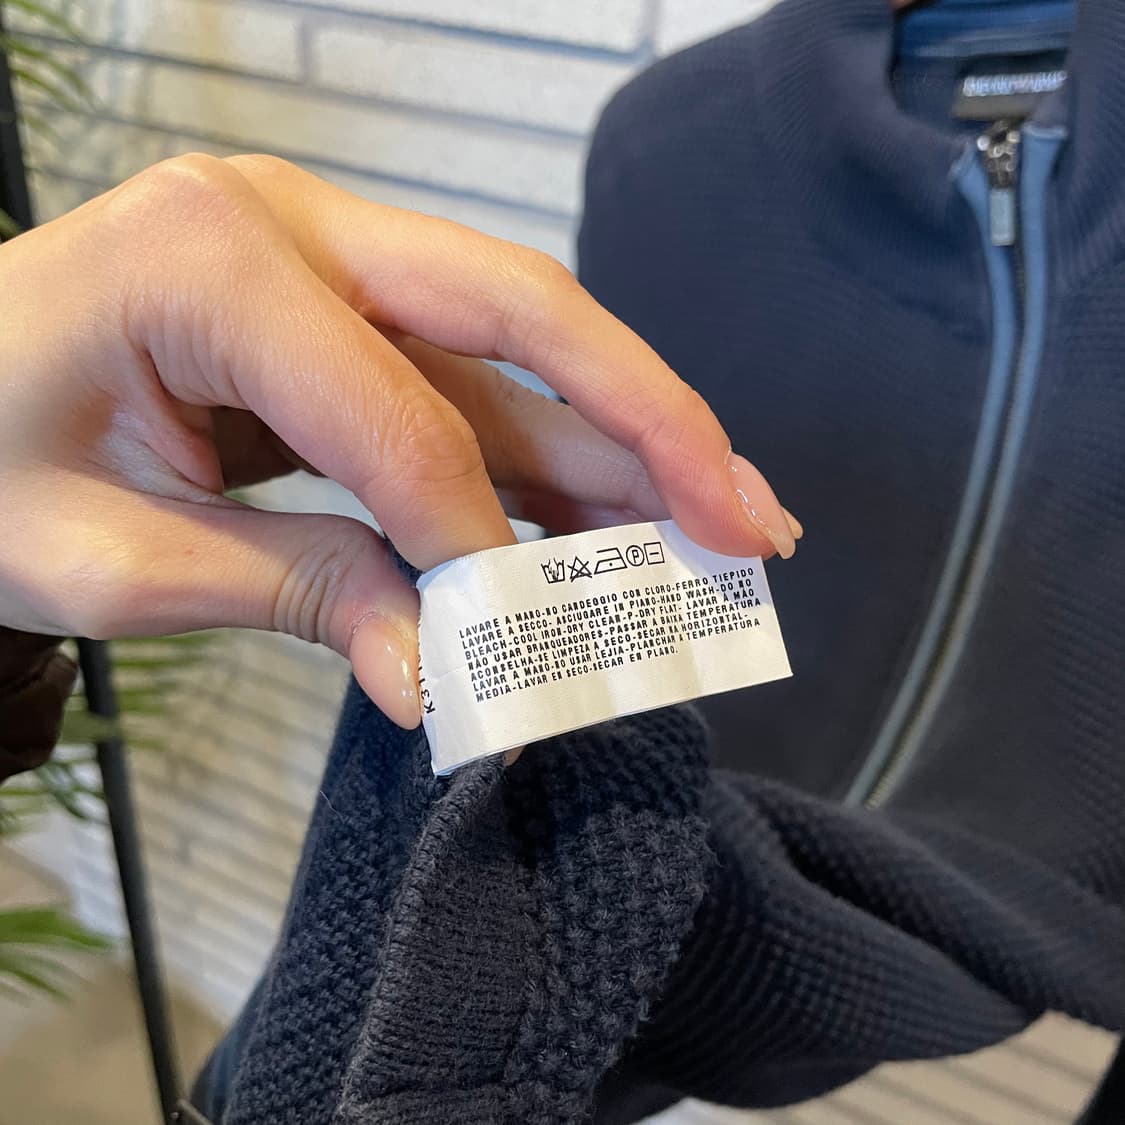 P
LAVARE A MANO-NO CANDEGGIO CON CLORO-FERRO TIEPIDO
LAVARE A SECCO- ASCIUGARE IN PIANO-HAND WASH-DO NO
BLEACH-COOL IRON-DRY CLEAN-P-DRY FLAT- LAVAR À MÃO
NÃO USAR BRANQUEADORES-PASSAR A BAIXA TEMPERATURA
ACONSELHA-SE LIMPEZA A SECO-SECAR NA HORIZONTAL-
LAVAR A MANO-NO USAR LEJIA-PLANCHAR A TEMPERATURA
MEDIA-LAVAR EN SECO-SECAR EN PLANO.